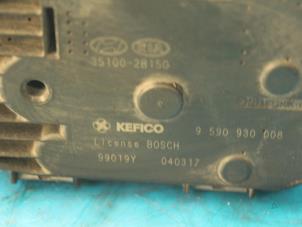 35100-2B150
KEFICO 9 590 930 008
License BOSCH
99019Y 040317